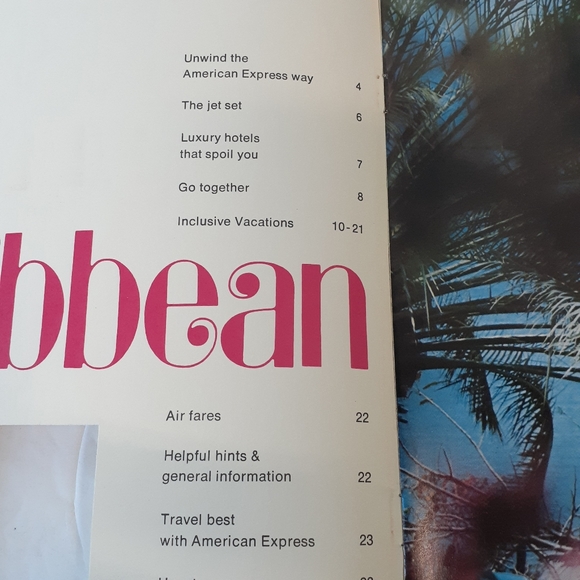 Unwind the
American Express way 4
The jet set 6
Luxury hotels
that spoil you 7
Go together 8
Inclusive Vacations 10-21
bbean
Air fares 22
Helpful hints &
general information 22
Travel best
with American Express 23